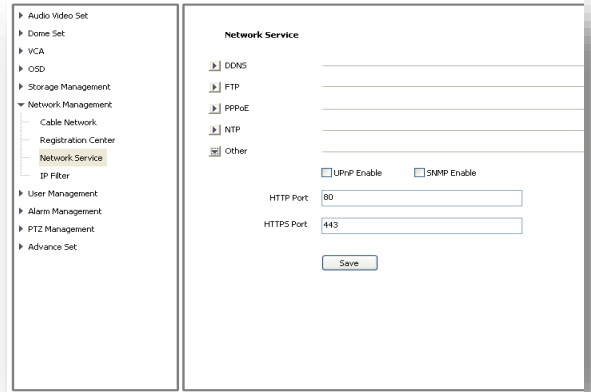 Audio Video Set
Dome Set
VCA
OSD
Storage Management
Network Management
Cable Network
Registration Center
Network Service
IP Filter
User Management
Alarm Management
PTZ Management
Advance Set
Network Service
DDNS
FTP
PPPoE
NTP
Other
UPnP Enable SNMP Enable
HTTP Port 80
HTTPS Port 443
Save